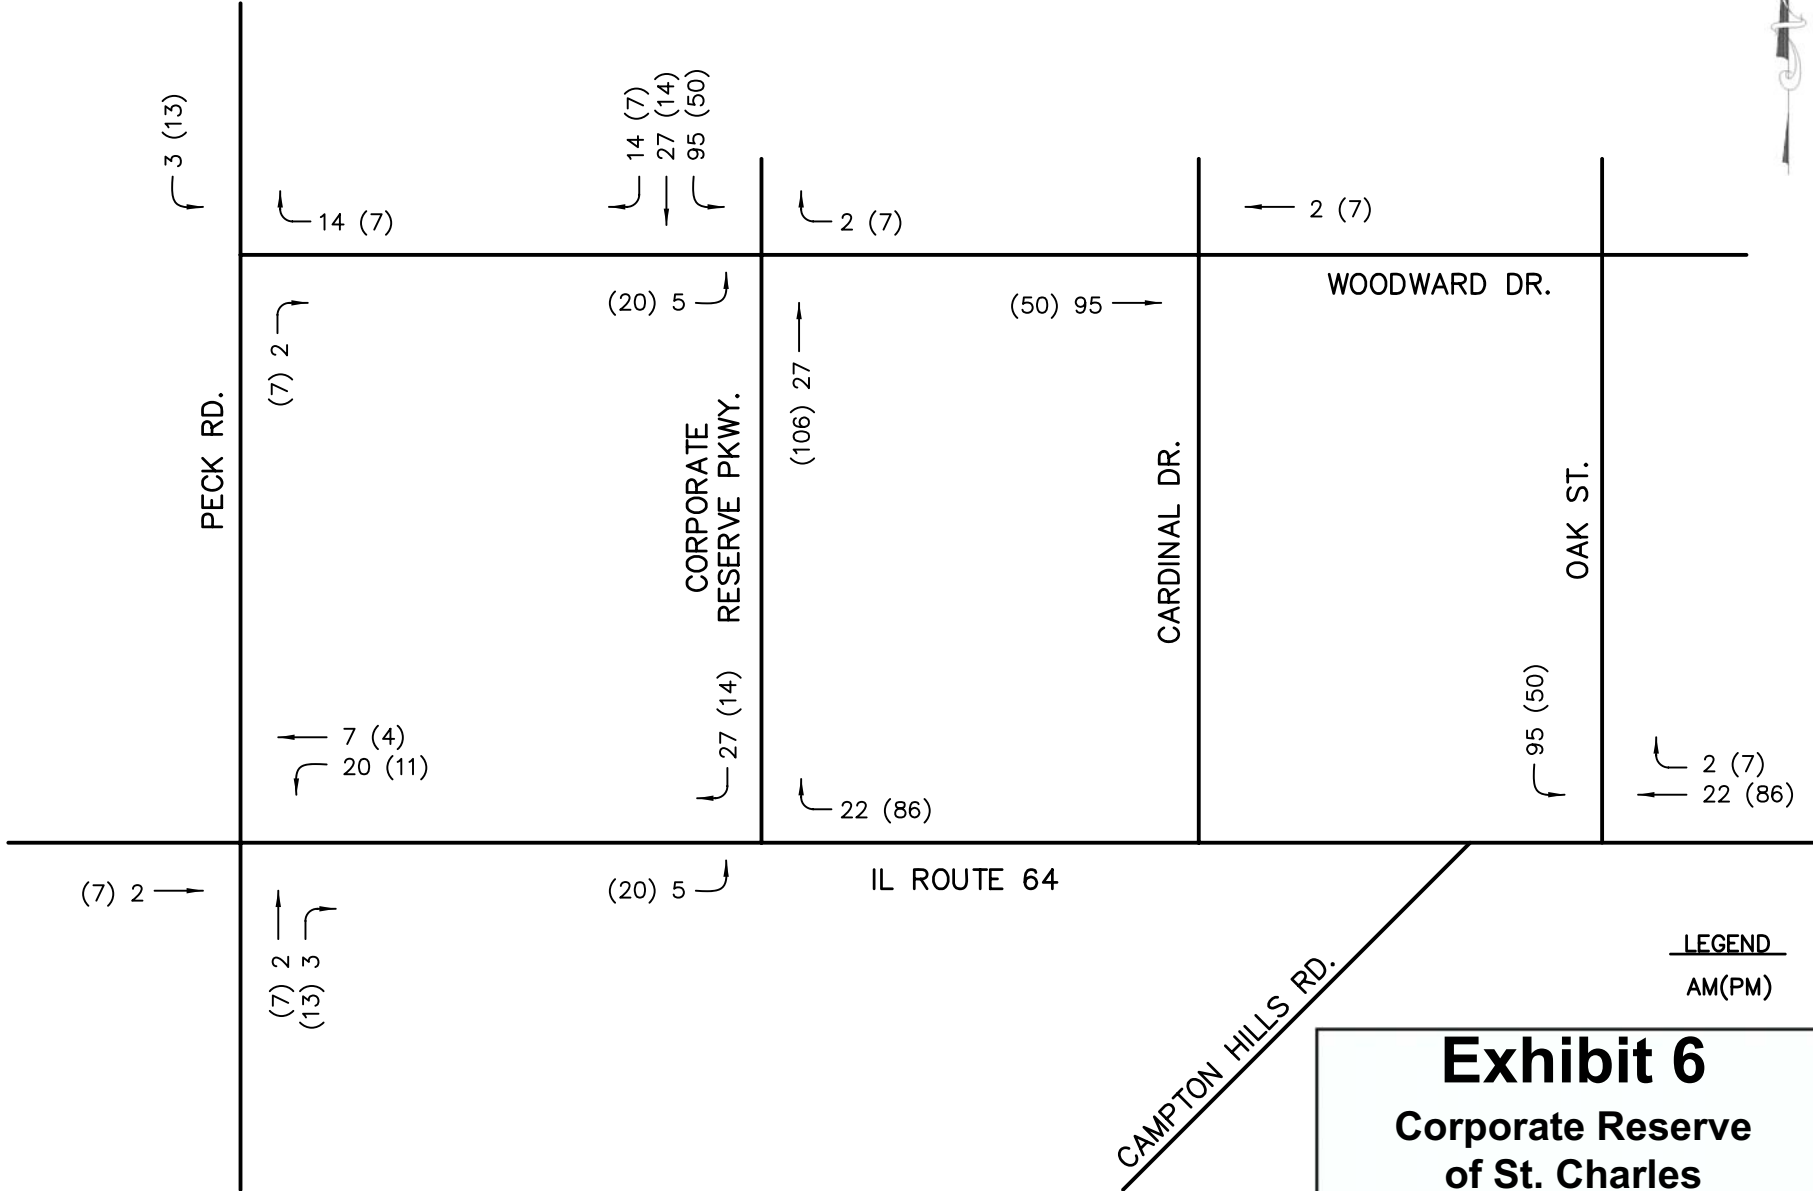 3 (13)
14 (7)
27 (14)
95 (50)
14 (7)
2 (7)
2 (7)
WOODWARD DR.
(20) 5
(50) 95
(7) 2
(106) 27
PECK RD.
CORPORATE
RESERVE PKWY.
CARDINAL DR.
OAK ST.
7 (4)
20 (11)
27 (14)
22 (86)
95 (50)
2 (7)
22 (86)
(7) 2
(7) 2
(13) 3
(20) 5
IL ROUTE 64
CAMPTON HILLS RD.
LEGEND
AM(PM)
Exhibit 6
Corporate Reserve
of St. Charles